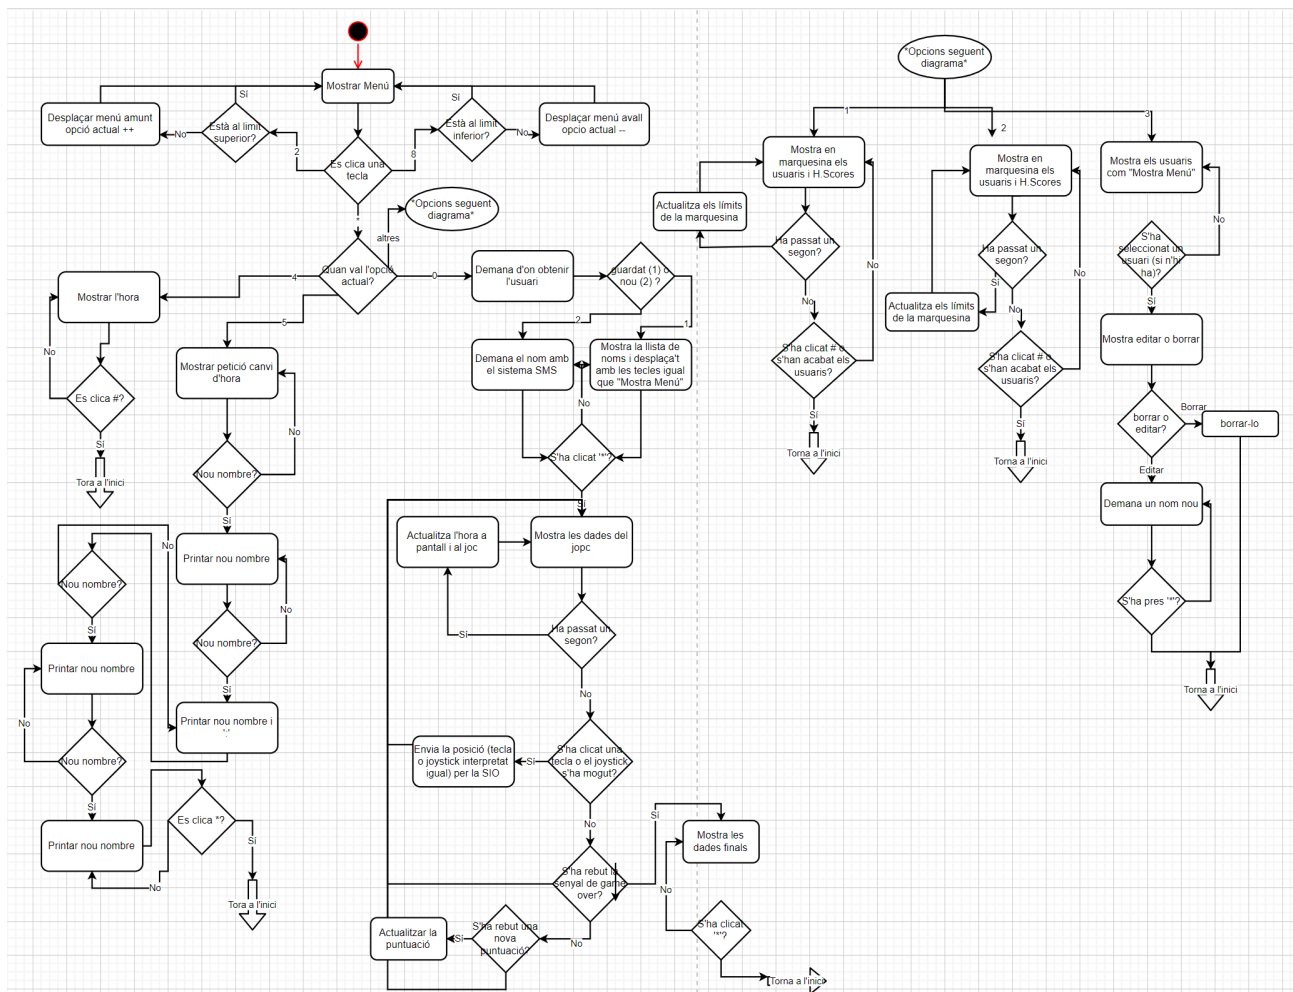 Mostrar Menú
Sí
Sí
Desplaçar menú amunt
opció actual ++
No
Està al limit
superior?
2
Es clica una
tecla
8
Està al limit
inferior?
No
Desplaçar menú avall
opcio actual --
*
altres
*Opcions seguent
diagrama*
Quan val l'opció
actual?
4
5
0
Mostrar l'hora
No
Es clica #?
Sí
Tora a l'inici
Mostrar petició canvi
d'hora
No
Nou nombre?
Sí
Printar nou nombre
No
Nou nombre?
Sí
Printar nou nombre i
':'
No
Nou nombre?
Sí
Printar nou nombre
No
Nou nombre?
Sí
Printar nou nombre
Es clica *?
No
Sí
Tora a l'inici
Demana d'on obtenir
l'usuari
guardat (1) o
nou (2) ?
2
1
Demana el nom amb
el sistema SMS
Mostra la llista de
noms i desplaça't
amb les tecles igual
que "Mostra Menú"
No
S'ha clicat '*'?
Sí
Actualitza l'hora a
pantall i al joc
Mostra les dades del
jopc
Ha passat un
segon?
Sí
No
Envia la posició (tecla
o joystick interpretat
igual) per la SIO
Sí
S'ha clicat una
tecla o el joystick
s'ha mogut?
No
S'ha rebut la
senyal de game
over?
Sí
Mostra les
dades finals
No
S'ha clicat
'*'?
Torna a l'inici
No
S'ha rebut una
nova
puntuació?
Sí
Actualitzar la
puntuació
*Opcions seguent
diagrama*
1
2
3
Mostra en
marquesina els
usuaris i H.Scores
Actualitza els límits
de la marquesina
Ha passat un
segon?
No
No
S'ha clicat # o
s'han acabat els
usuaris?
Sí
Torna a l'inici
Mostra en
marquesina els
usuaris i H.Scores
Ha passat un
segon?
Sí
No
Actualitza els límits
de la marquesina
No
S'ha clicat # o
s'han acabat els
usuaris?
Sí
Torna a l'inici
Mostra els usuaris
com "Mostra Menú"
No
S'ha
seleccionat un
usuari (si n'hi
ha)?
Sí
Mostra editar o borrar
borrar o
editar?
Borrar
borrar-lo
Editar
Demana un nom nou
S'ha pres '*'?
Torna a l'inici